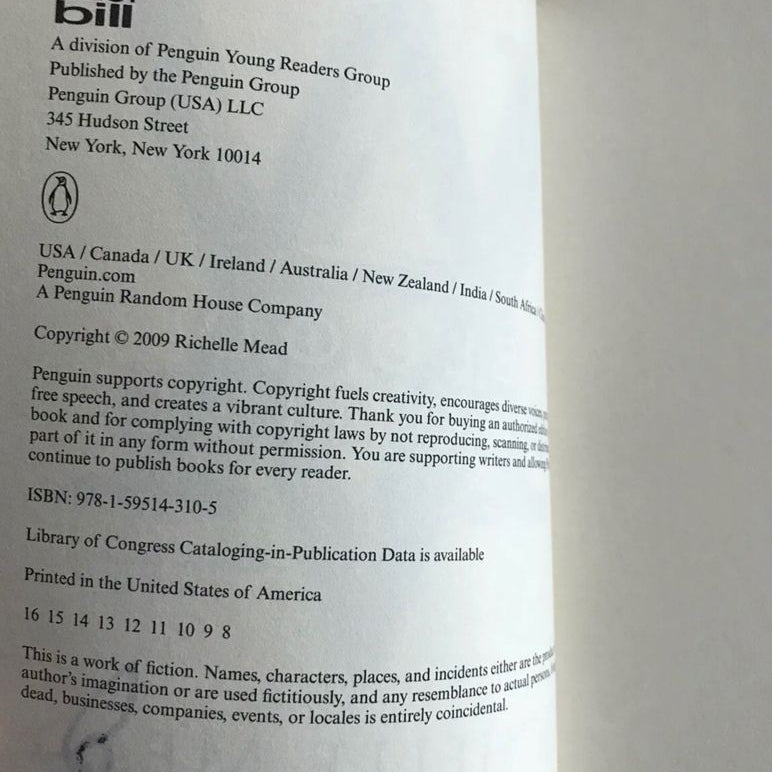 bill
A division of Penguin Young Readers Group
Published by the Penguin Group
Penguin Group (USA) LLC
345 Hudson Street
New York, New York 10014
USA / Canada / UK / Ireland / Australia / New Zealand / India / South Africa /
Penguin.com
A Penguin Random House Company
Copyright © 2009 Richelle Mead
Penguin supports copyright. Copyright fuels creativity, encourages diverse voices,
free speech, and creates a vibrant culture. Thank you for buying an authorized
book and for complying with copyright laws by not reproducing, scanning, or
part of it in any form without permission. You are supporting writers and allowing
continue to publish books for every reader.
ISBN: 978-1-59514-310-5
Library of Congress Cataloging-in-Publication Data is available
Printed in the United States of America
16 15 14 13 12 11 10 9 8
This is a work of fiction. Names, characters, places, and incidents either are the
author's imagination or are used fictitiously, and any resemblance to actual persons,
dead, businesses, companies, events, or locales is entirely coincidental.